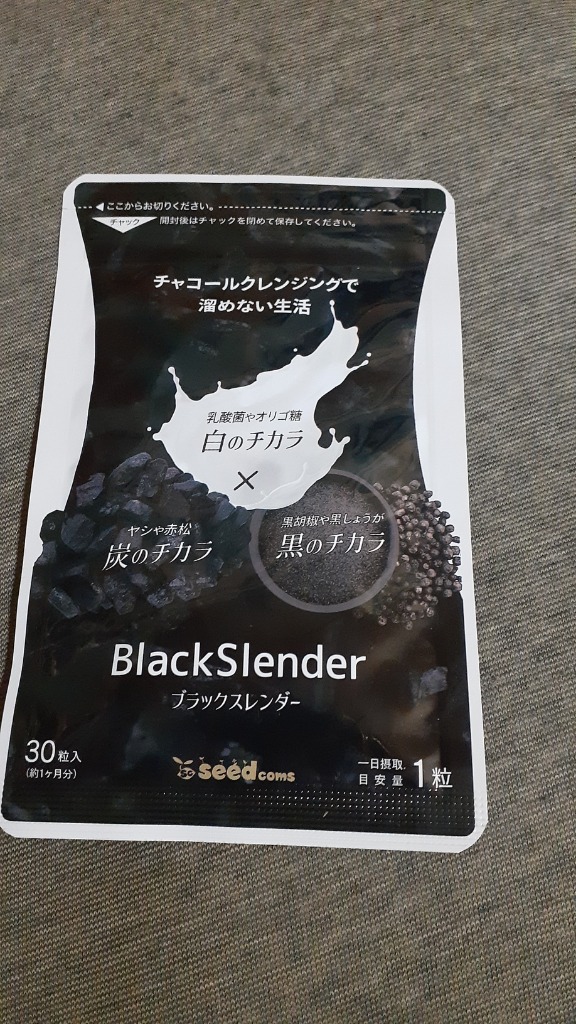 ここからお切りください。
チャック 開封後はチャックを閉めて保存してください。
チャコールクレンジングで
溜めない生活
乳酸菌やオリゴ糖
白のチカラ
×
ヤシや赤松
炭のチカラ
黒胡椒や黒しょうが
黒のチカラ
BlackSlender
ブラックスレンダー
30粒入
(約1ヶ月分)
seedcoms
一日摂取
目安量 1粒